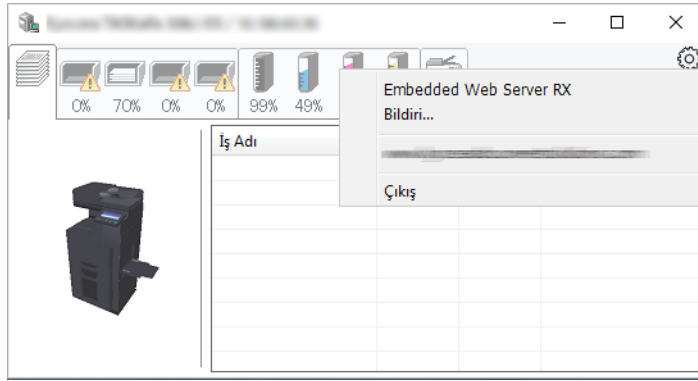 0% 70% 0% 0% 99% 49%
Embedded Web Server RX
Bildiri...
İş Adı
Çıkış